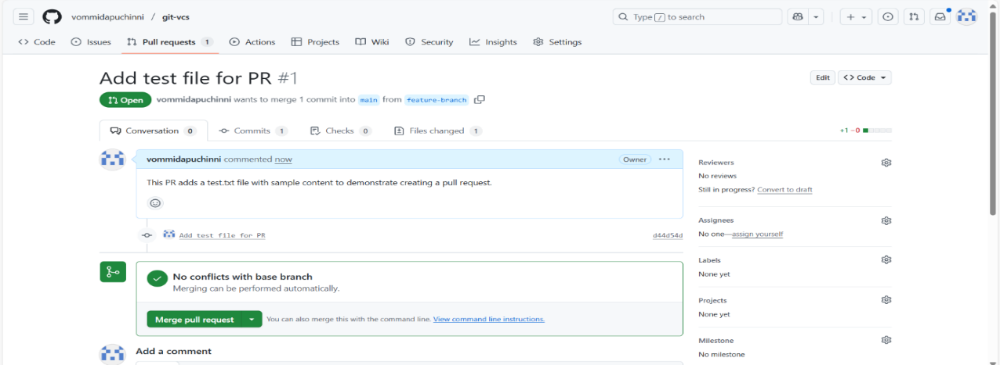 vommidapuchinni / git-vcs
Type / to search
Code
Issues
Pull requests 1
Actions
Projects
Wiki
Security
Insights
Settings
Add test file for PR #1
Edit
<> Code
Open
vommidapuchinni wants to merge 1 commit into main from feature-branch
Conversation 0
Commits 1
Checks 0
Files changed 1
+1 −0
vommidapuchinni commented now
Owner
This PR adds a test.txt file with sample content to demonstrate creating a pull request.
Add test file for PR
d44d54d
No conflicts with base branch
Merging can be performed automatically.
Merge pull request
You can also merge this with the command line. View command line instructions.
Add a comment
Reviewers
No reviews
Still in progress? Convert to draft
Assignees
No one—assign yourself
Labels
None yet
Projects
None yet
Milestone
No milestone